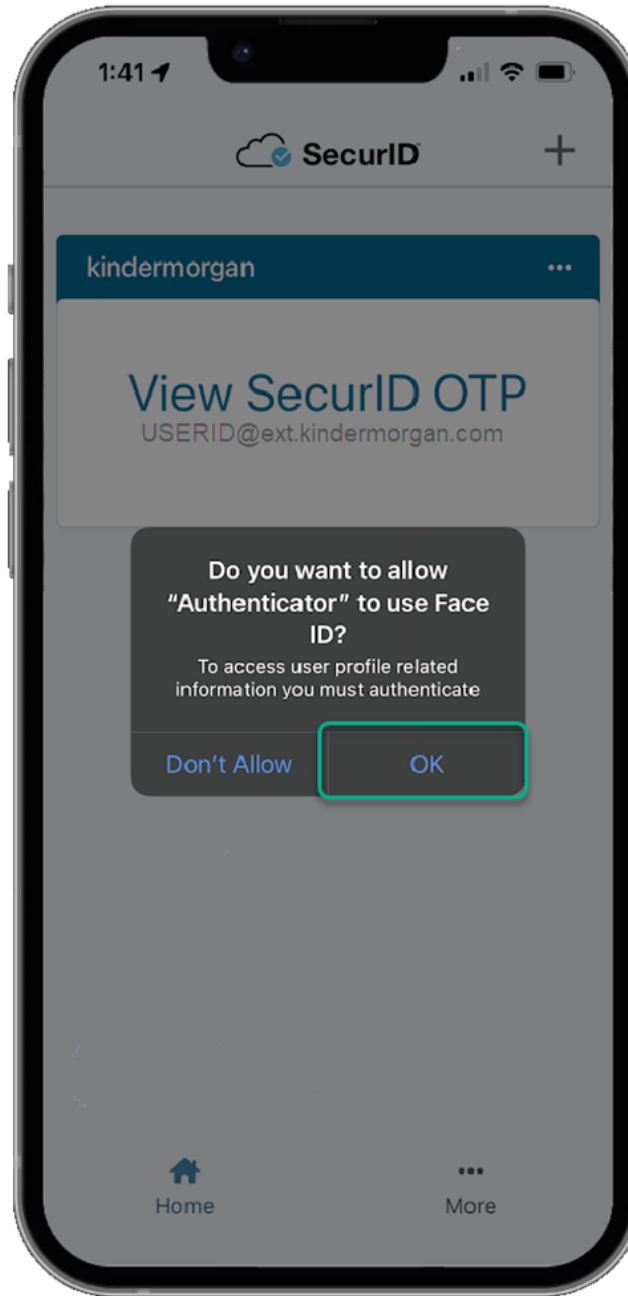 1:41
SecurID
+
kindermorgan
...
View SecurID OTP
USERID@ext.kindermorgan.com
Do you want to allow
“Authenticator” to use Face
ID?
To access user profile related
information you must authenticate
Don’t Allow
OK
...
Home
More